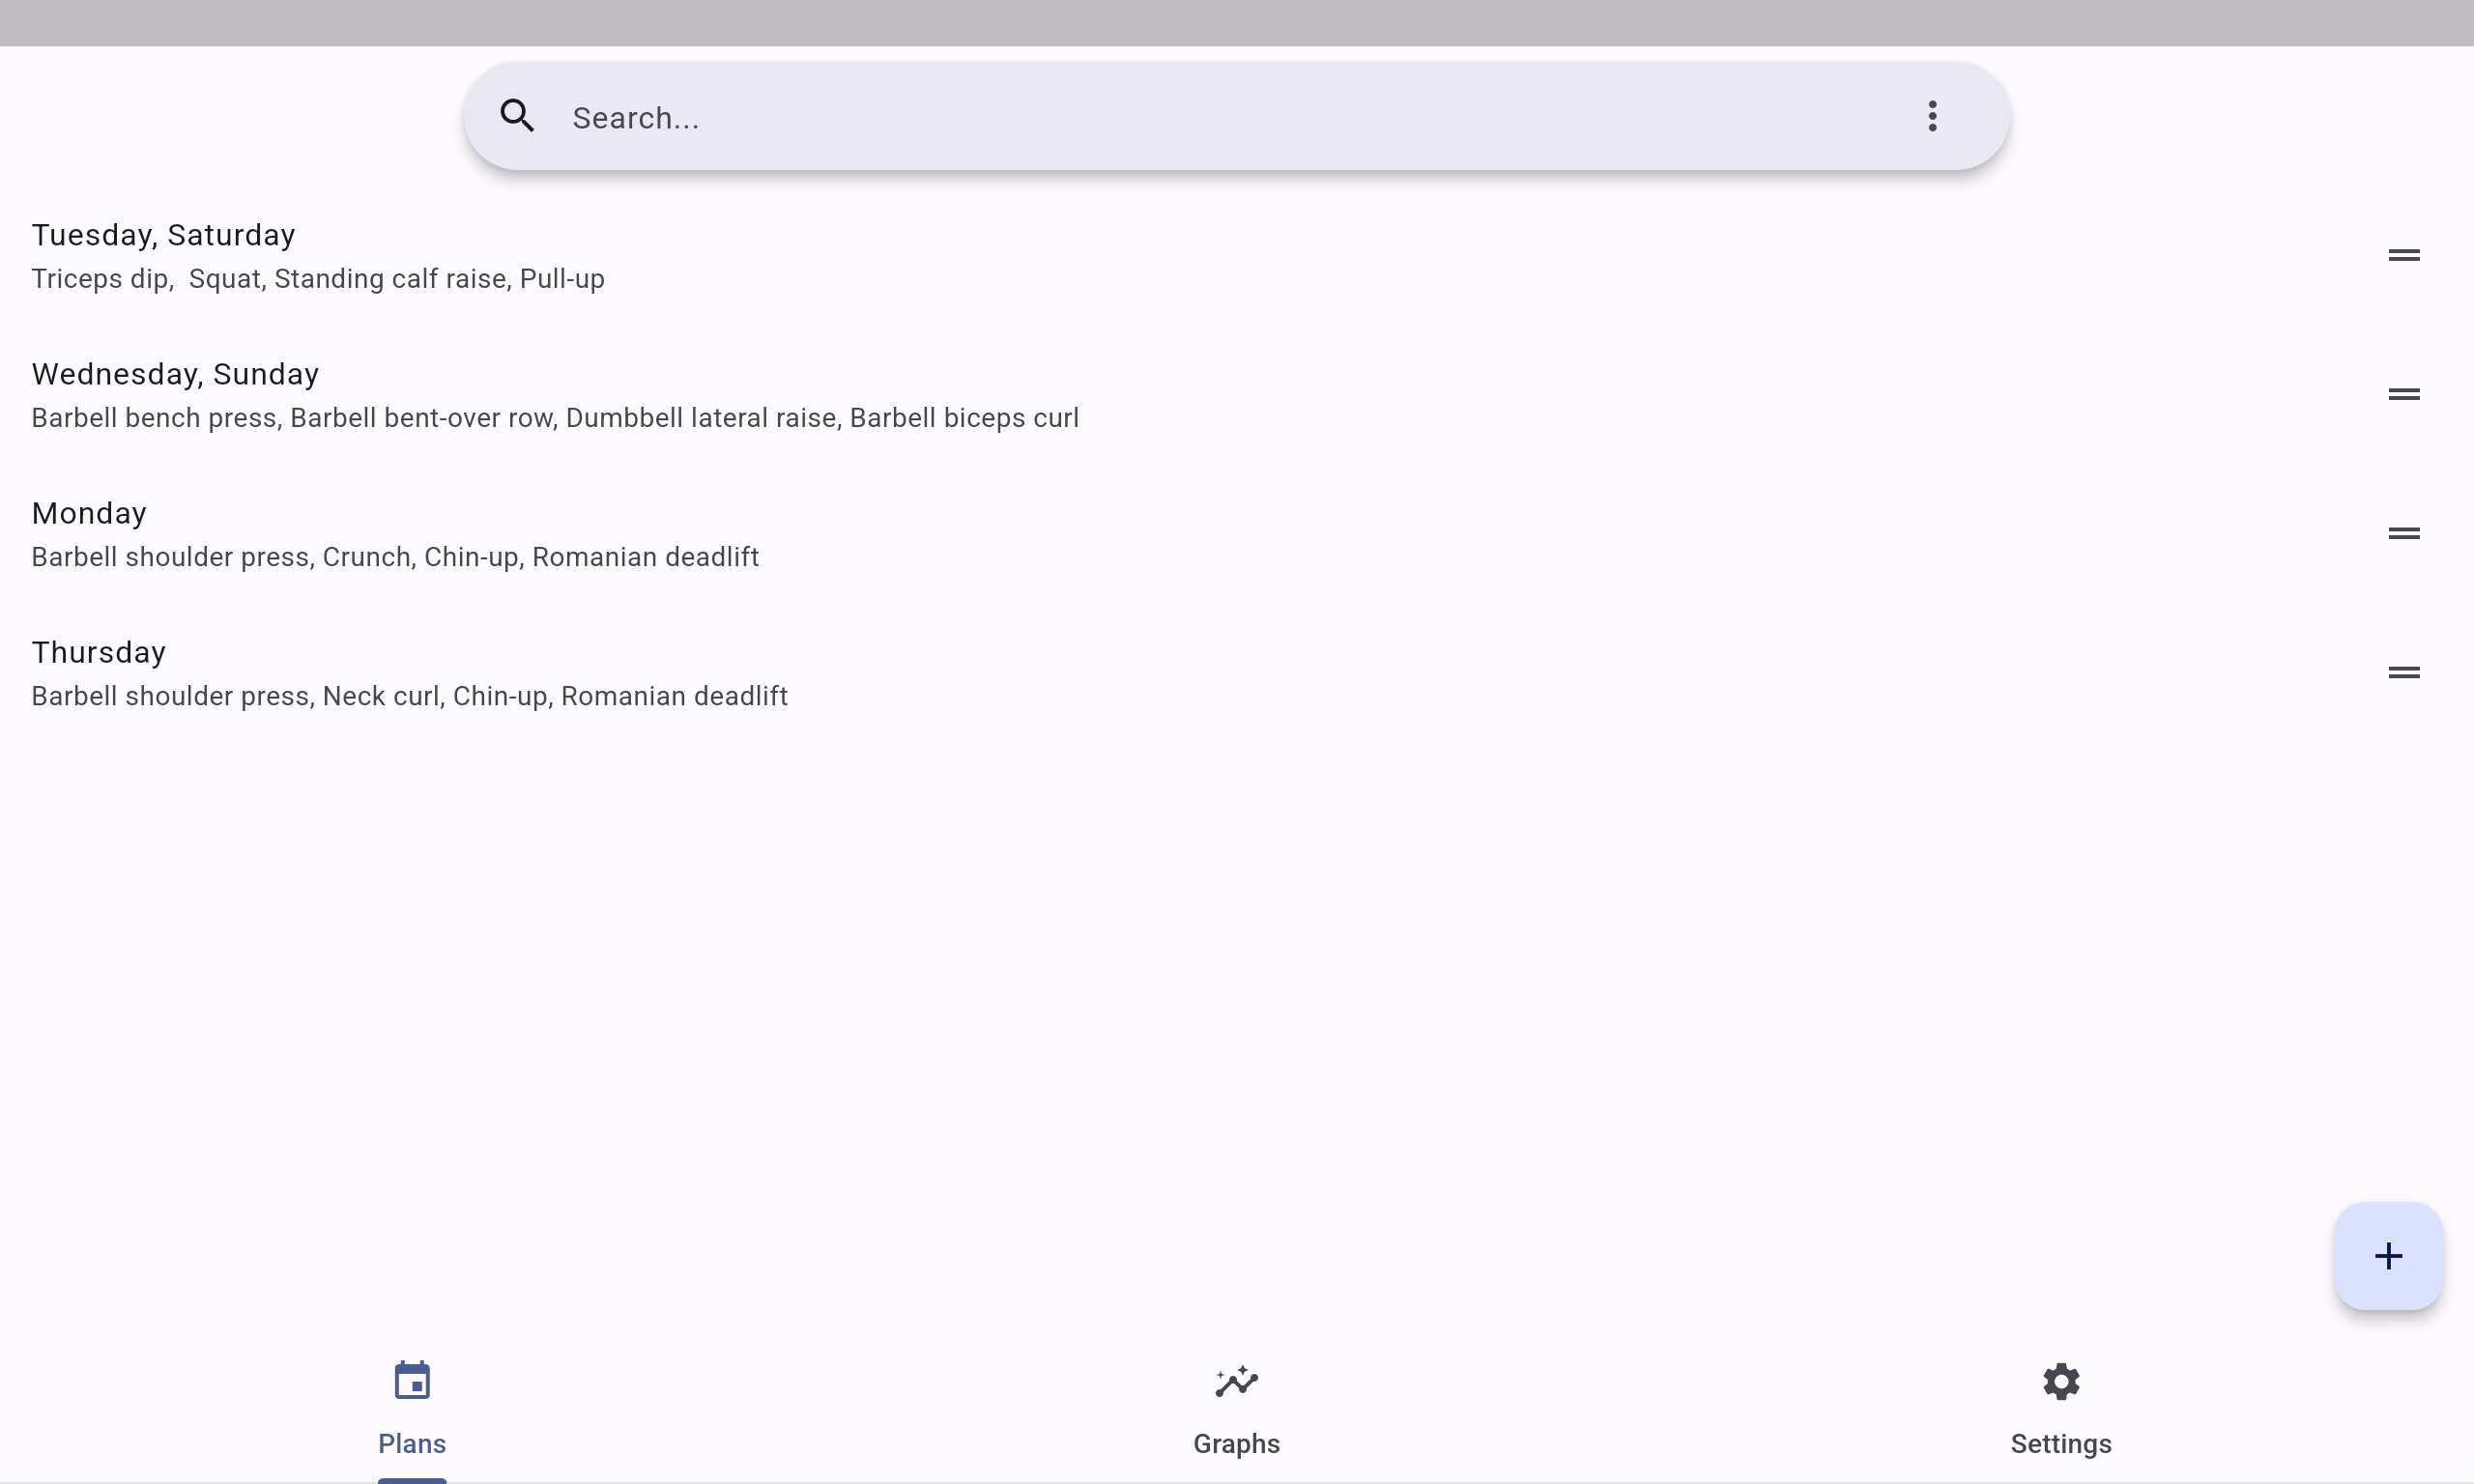 Search...
Tuesday, Saturday
Triceps dip,  Squat, Standing calf raise, Pull-up
Wednesday, Sunday
Barbell bench press, Barbell bent-over row, Dumbbell lateral raise, Barbell biceps curl
Monday
Barbell shoulder press, Crunch, Chin-up, Romanian deadlift
Thursday
Barbell shoulder press, Neck curl, Chin-up, Romanian deadlift
Plans
Graphs
Settings